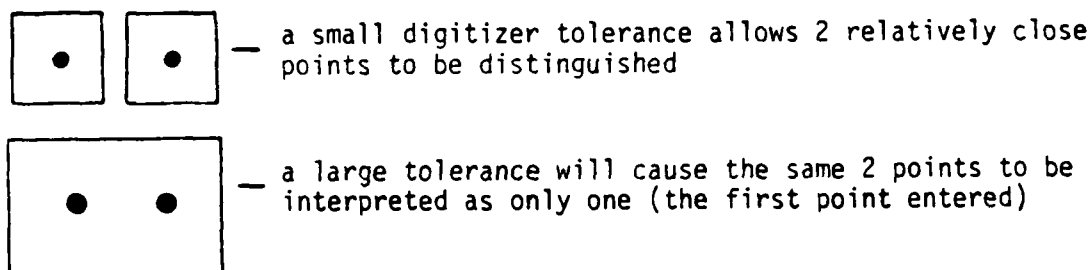 a small digitizer tolerance allows 2 relatively close
points to be distinguished
a large tolerance will cause the same 2 points to be
interpreted as only one (the first point entered)